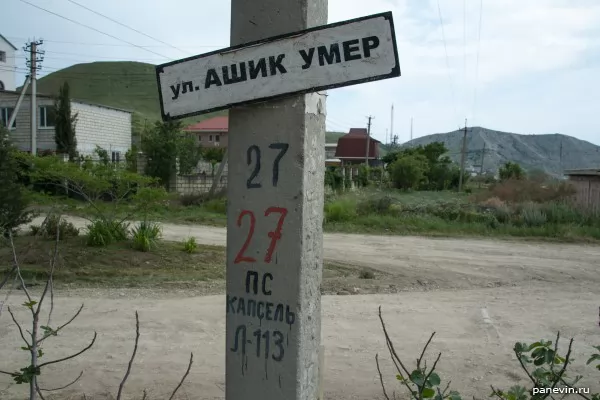 ул. АШИК УМЕР
27
27
ПС
КАПСЕЛЬ
Л-113
panevin.ru